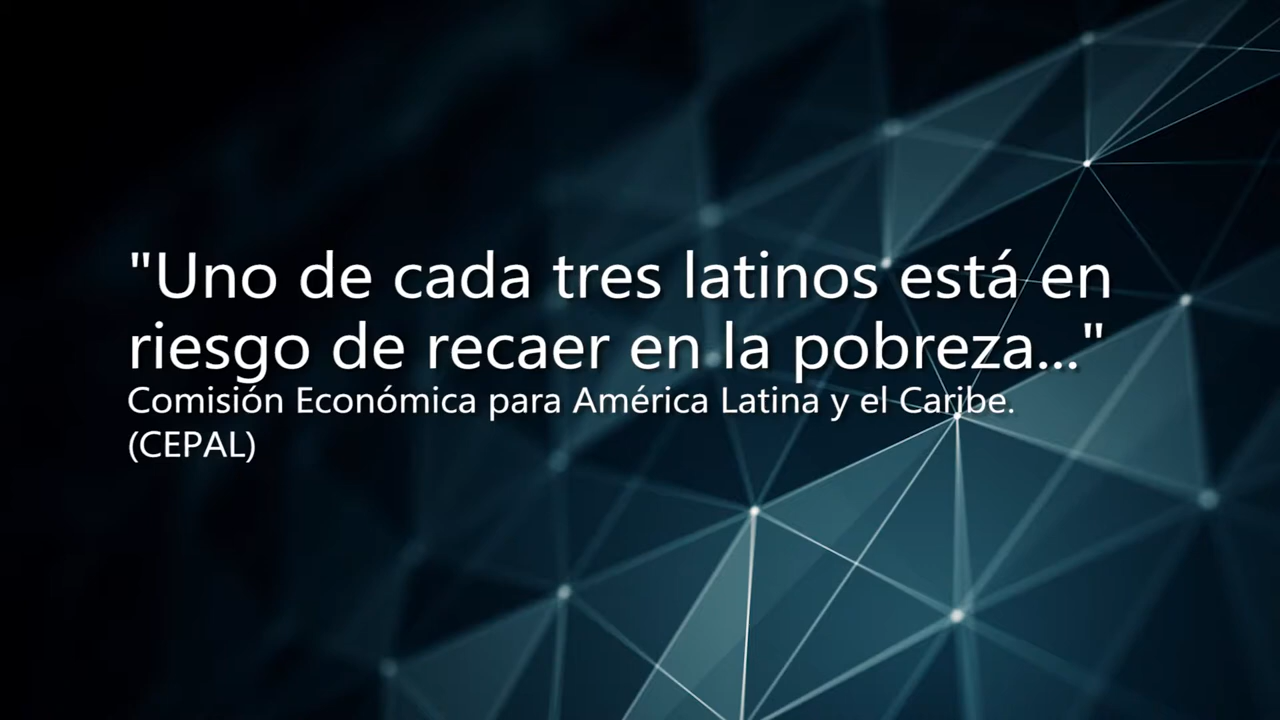 "Uno de cada tres latinos está en
riesgo de recaer en la pobreza..."
Comisión Económica para América Latina y el Caribe.
(CEPAL)